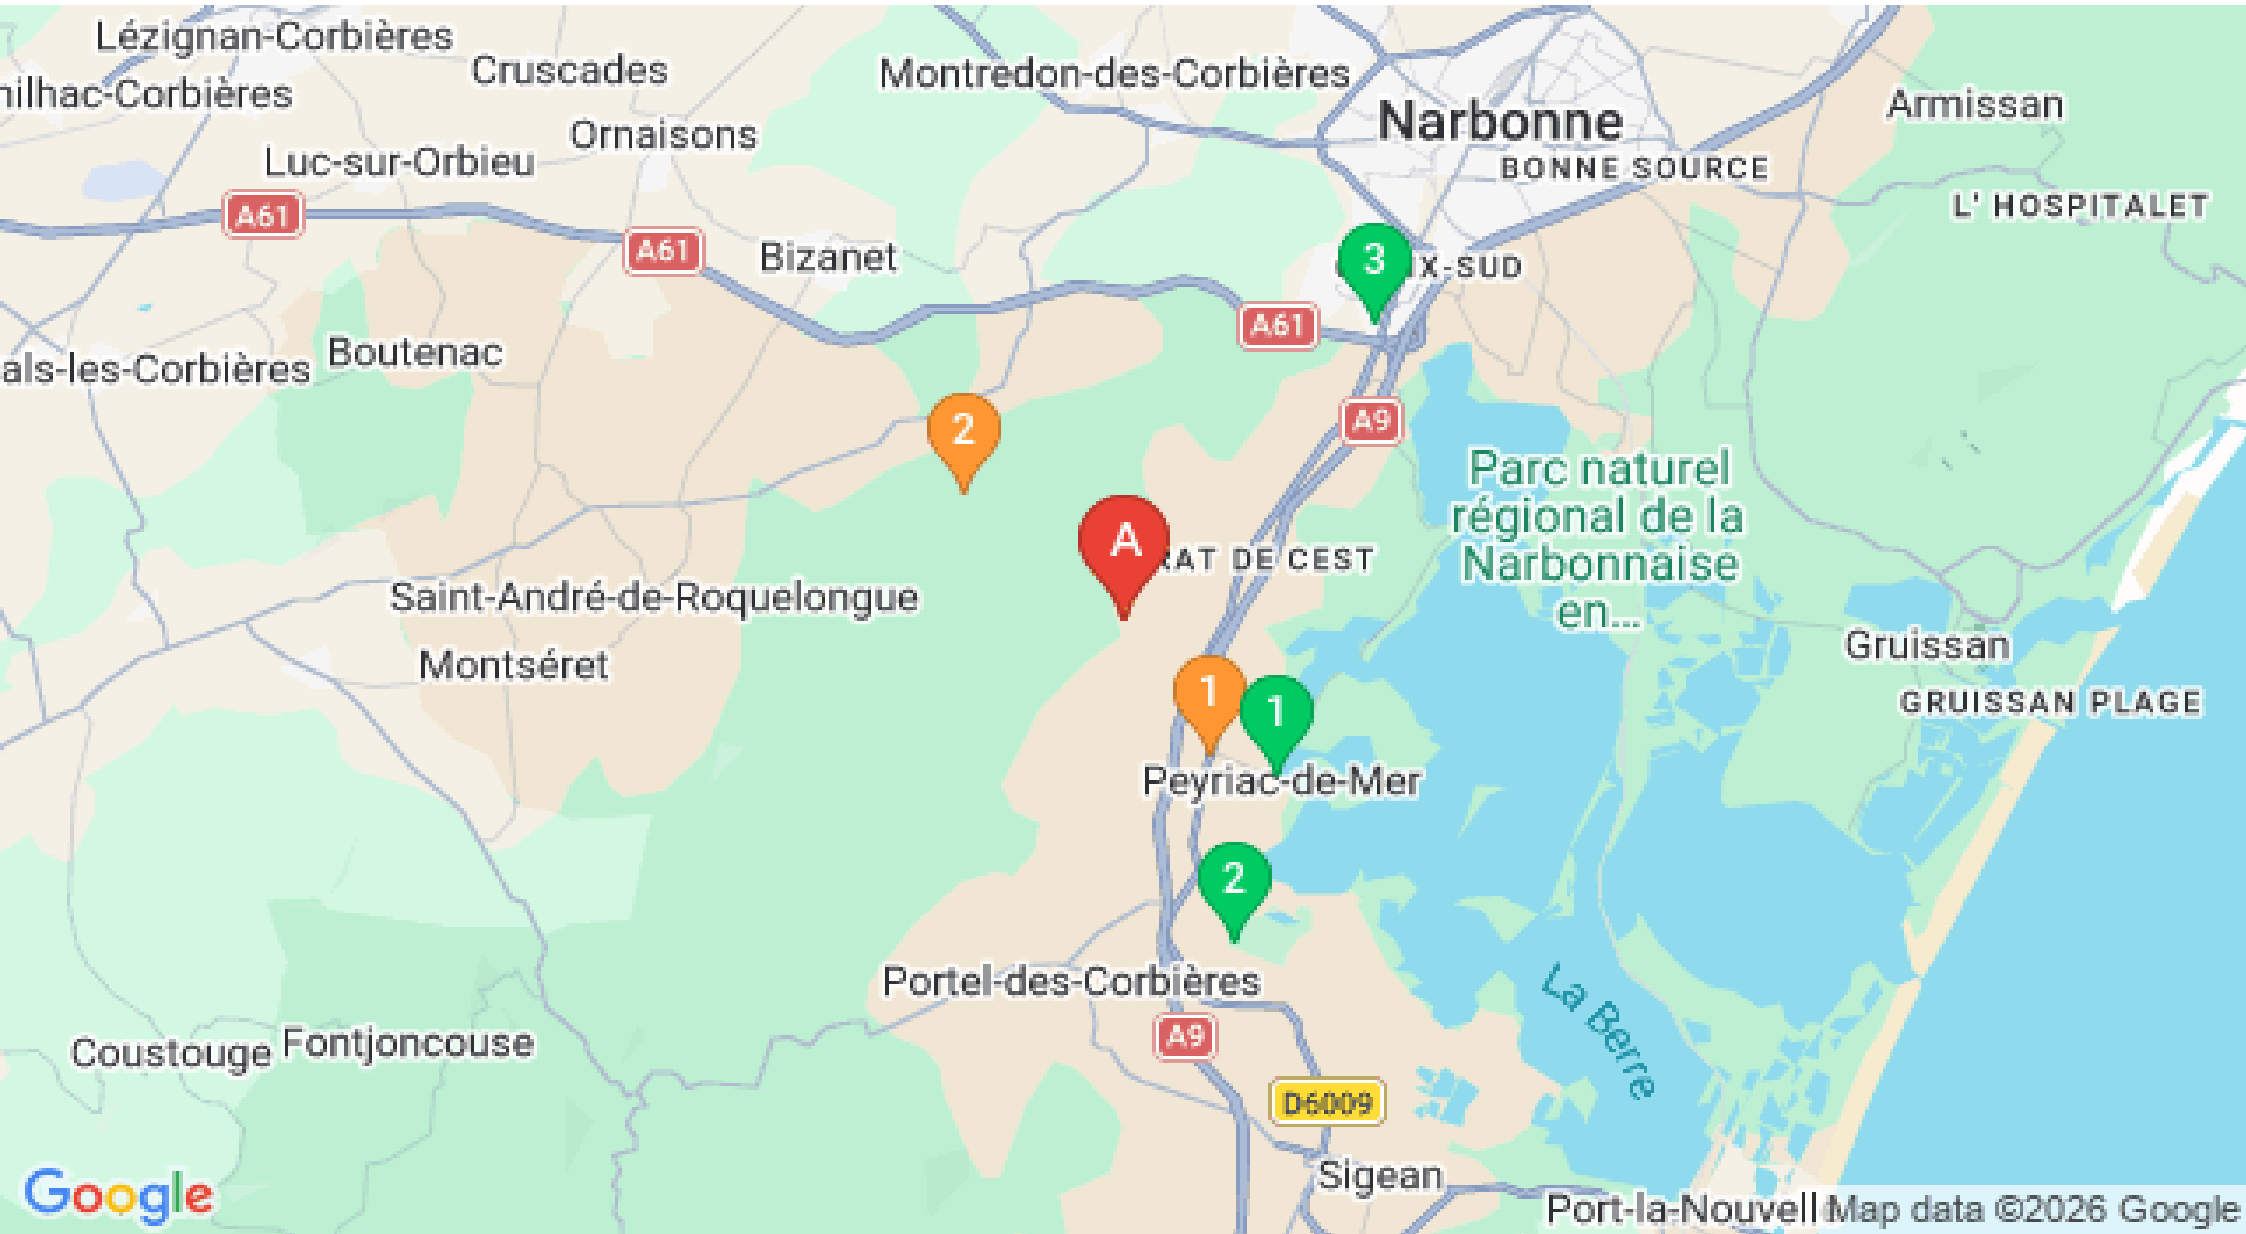 Lézignan-Corbières
Cruscades
Montredon-des-Corbières
nilhac-Corbières
Narbonne
Armissan
Ornaisons
Luc-sur-Orbieu
BONNE SOURCE
L' HOSPITALET
A61
A61
Bizanet
3
X-SUD
A61
Boutenac
als-les-Corbières
A9
2
Parc naturel
régional de la
Narbonnaise
en...
A
RAT DE CEST
Saint-André-de-Roquelongue
Gruissan
Montséret
1
1
GRUISSAN PLAGE
Peyriac-de-Mer
2
Portel-des-Corbières
La Berre
A9
Coustouge
Fontjoncouse
D6009
Sigean
Google
Port-la-Nouvell
Map data ©2026 Google